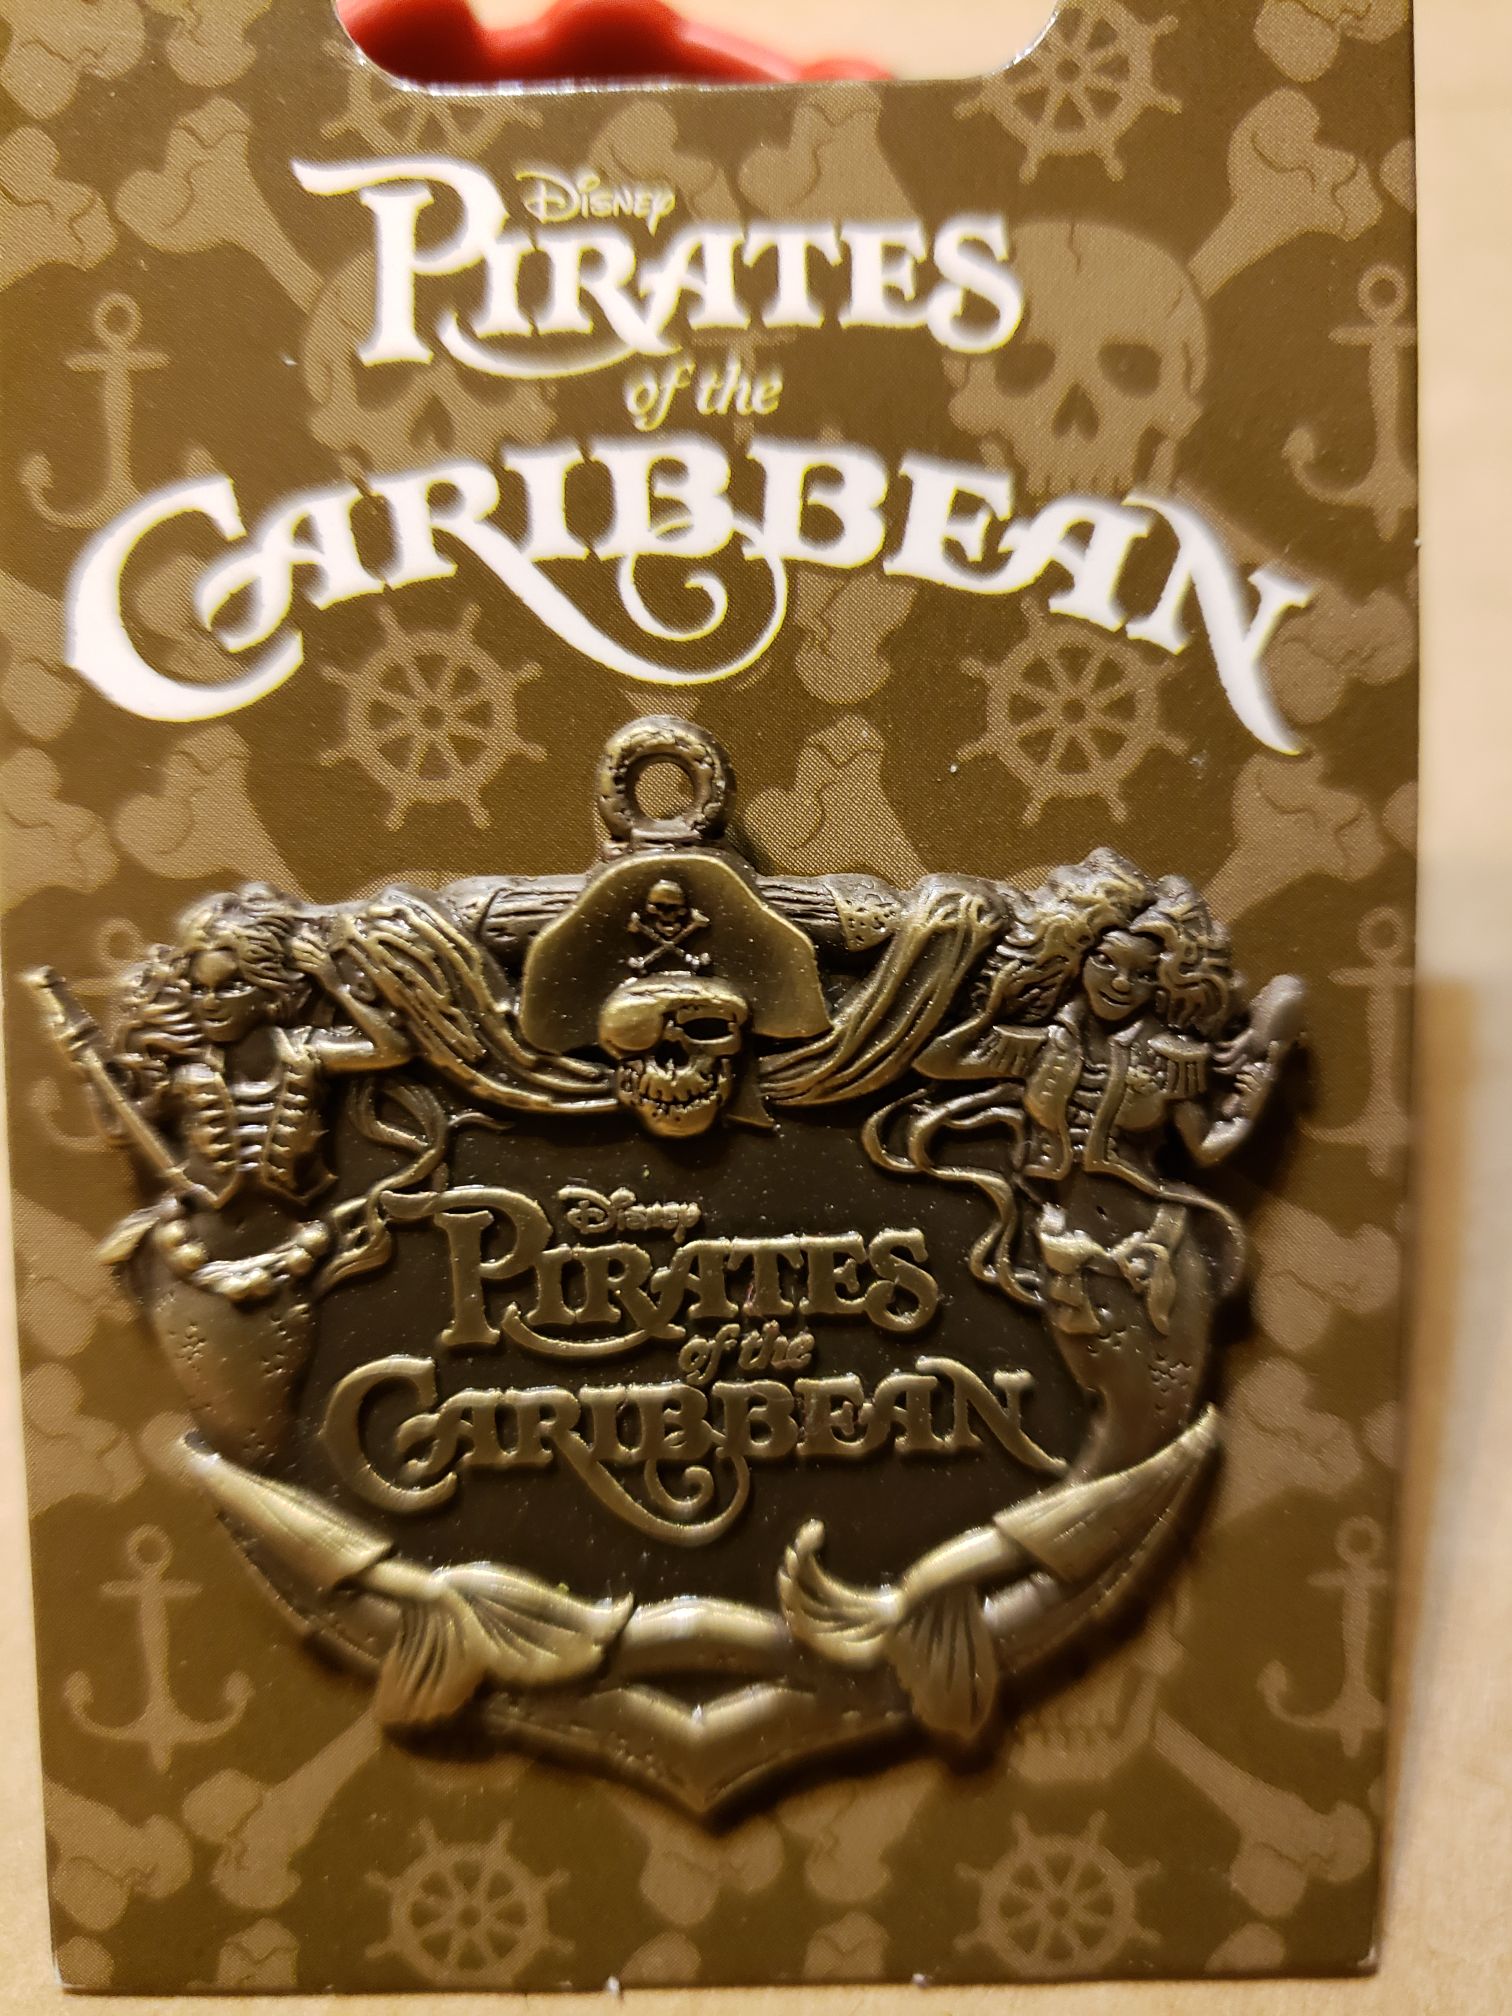 Disney
PIRATES
of the
CARIBBEAN
Disney
PIRATES
of the
CARIBBEAN